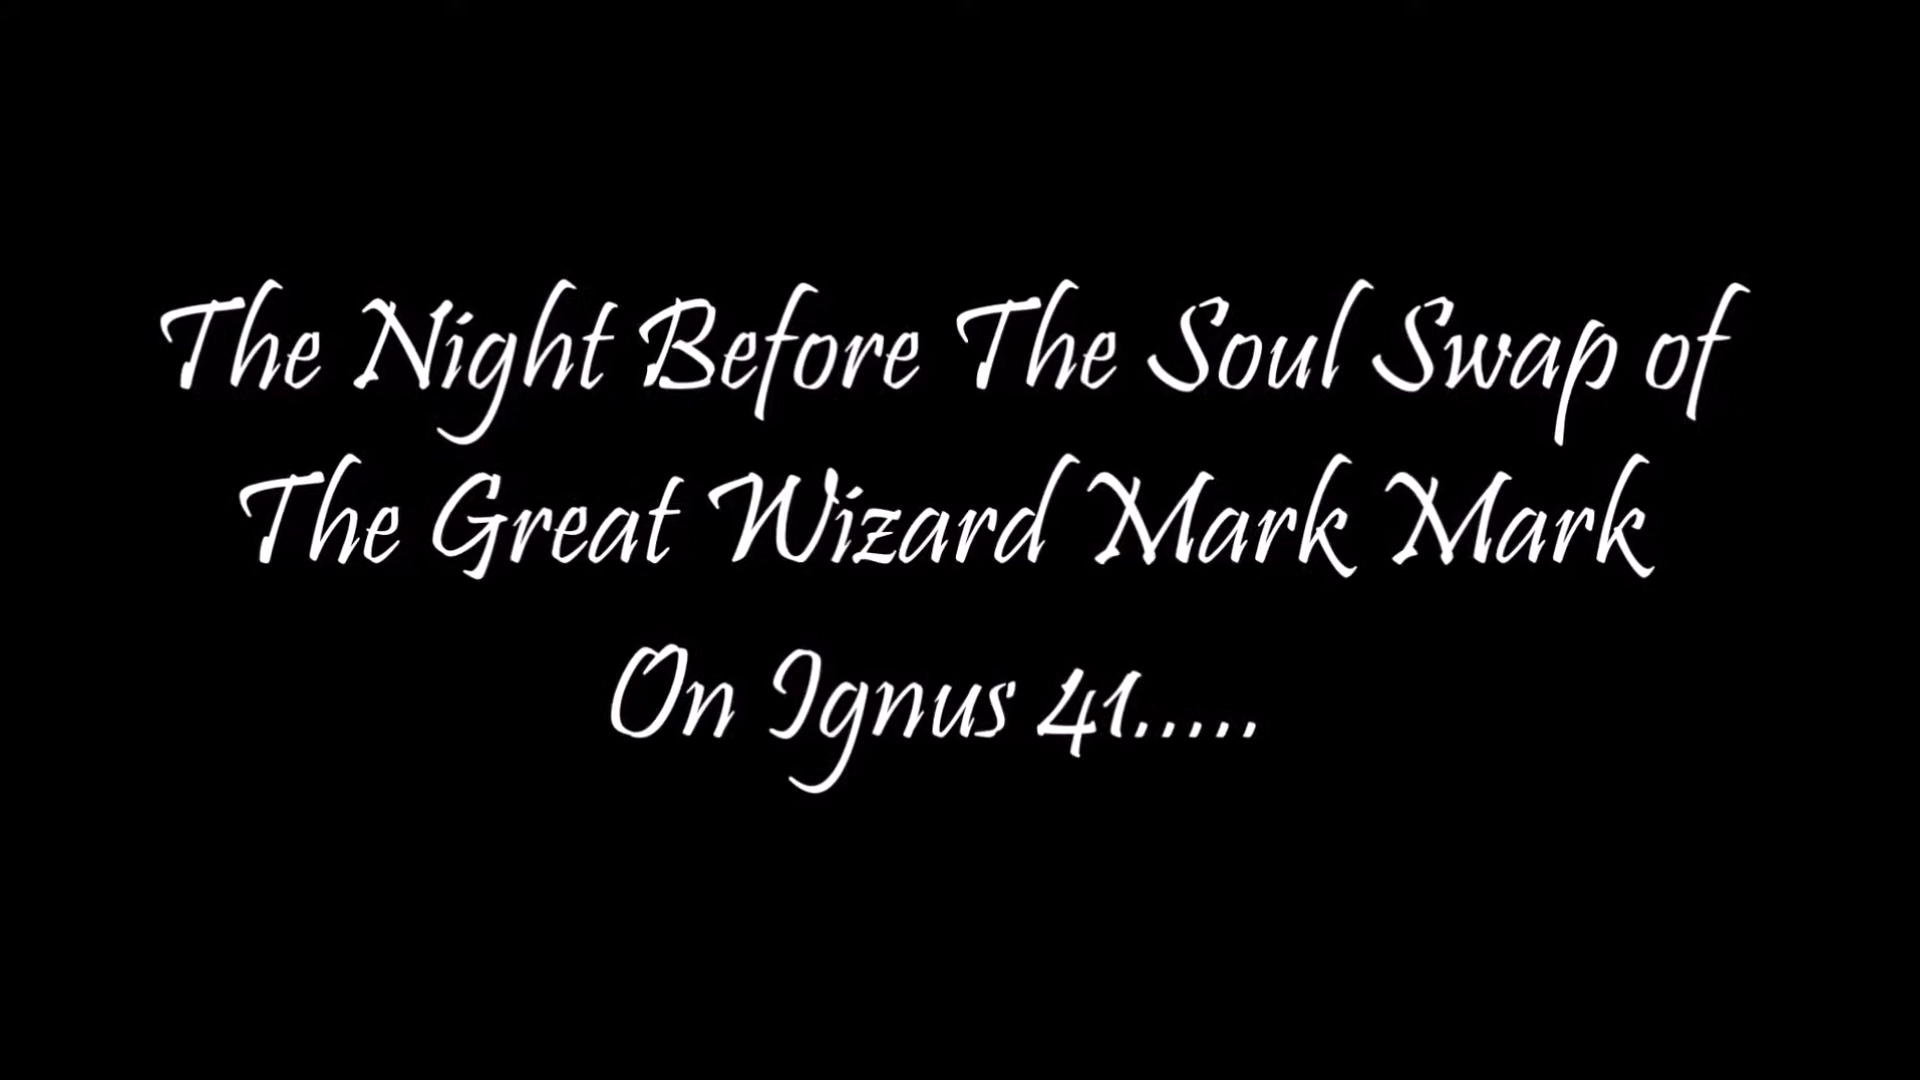 The Night Before The Soul Swap of
The Great Wizard Mark Mark
On Ignus 41.....